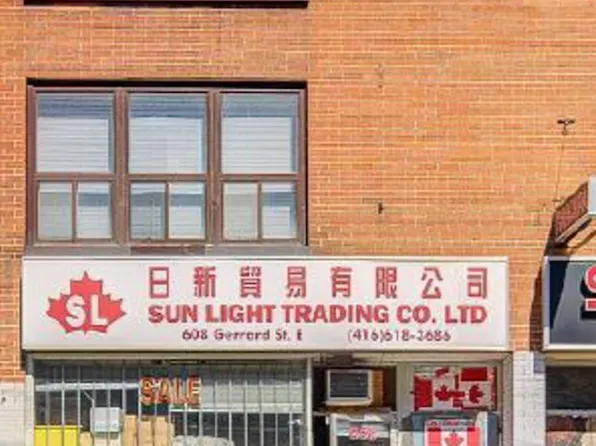 日新貿易有限公司
SL
SUN LIGHT TRADING CO. LTD
608 Gerrard St. E (416)618-3686
SALE